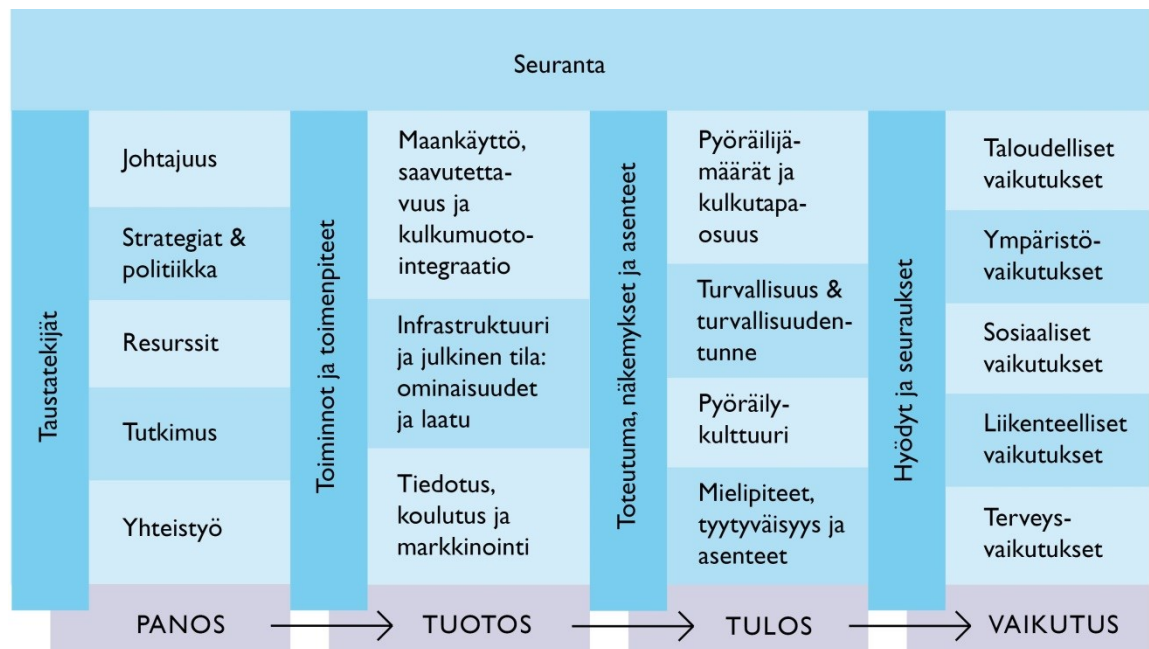 Seuranta
Taustatekijät
Johtajuus
Strategiat &
politiikka
Resurssit
Tutkimus
Yhteistyö
Toiminnot ja toimenpiteet
Maankäyttö,
saavutetta-
vuus ja
kulkumuoto-
integraatio
Infrastruktuuri
ja julkinen tila:
ominaisuudet
ja laatu
Tiedotus,
koulutus ja
markkinointi
Toteutuma, näkemykset ja asenteet
Pyöräilijä-
määrät ja
kulkutapa-
osuus
Turvallisuus &
turvallisuuden-
tunne
Pyöräily-
kulttuuri
Mielipiteet,
tyytyväisyys ja
asenteet
Hyödyt ja seuraukset
Taloudelliset
vaikutukset
Ympäristö-
vaikutukset
Sosiaaliset
vaikutukset
Liikenteelliset
vaikutukset
Terveys-
vaikutukset
PANOS
TUOTOS
TULOS
VAIKUTUS